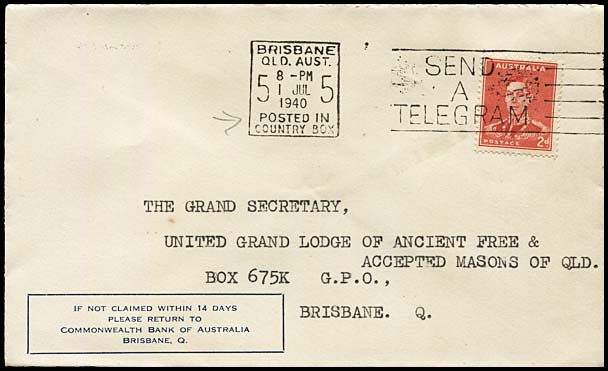 BRISBANE
QLD. AUST.
8 -PM
5 1 JUL 5
1940
POSTED IN
COUNTRY BOX
SEND
A
TELEGRAM
AUSTRALIA
POSTAGE 2D
THE GRAND SECRETARY,
UNITED GRAND LODGE OF ANCIENT FREE &
ACCEPTED MASONS OF QLD.
BOX 675K G.P.O.,
BRISBANE. Q.
IF NOT CLAIMED WITHIN 14 DAYS
PLEASE RETURN TO
COMMONWEALTH BANK OF AUSTRALIA
BRISBANE, Q.